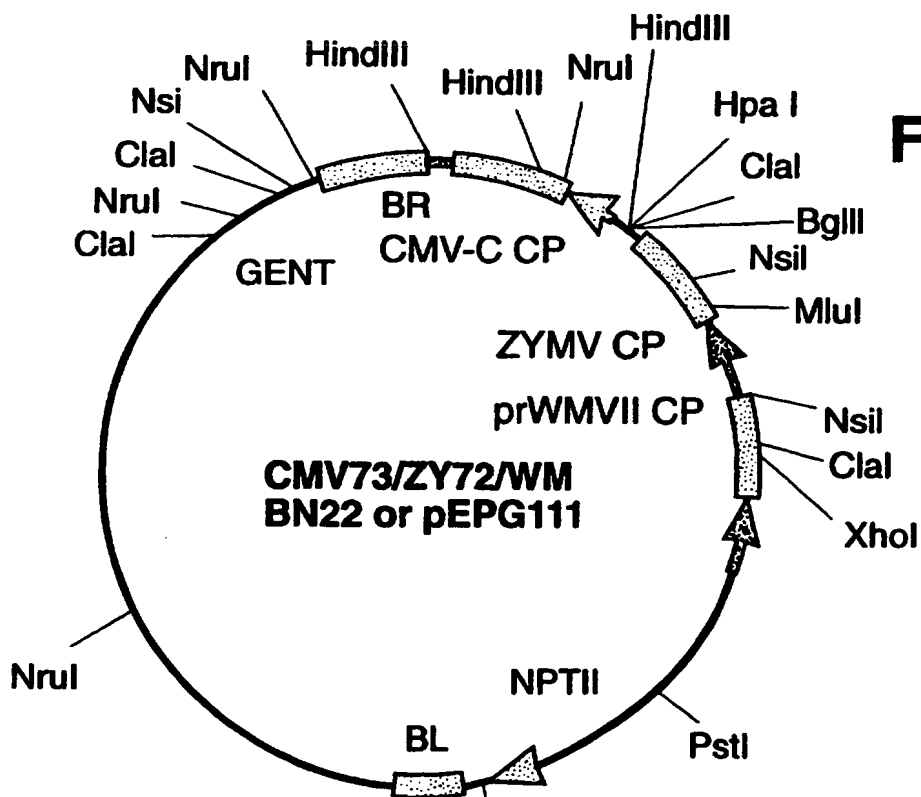 HindIII
HindIII
NruI
HindIII
NruI
Nsi
ClaI
NruI
ClaI
Hpa I
ClaI
BglII
NsiI
MluI
F
BR
CMV-C CP
GENT
ZYMV CP
prWMVII CP
NsiI
ClaI
XhoI
CMV73/ZY72/WM
BN22 or pEPG111
NruI
NPTII
PstI
BL